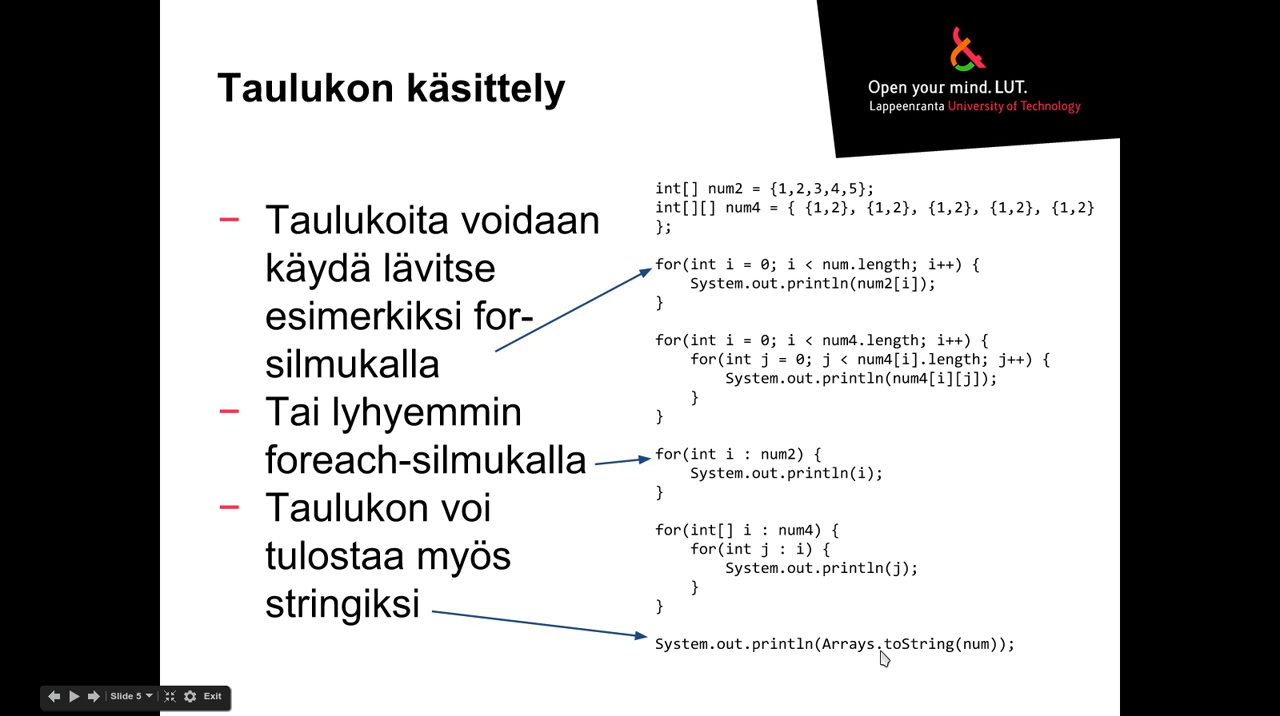 Taulukon käsittely
Open your mind. LUT.
Lappeenranta University of Technology
– Taulukoita voidaan
käydä lävitse
esimerkiksi for-
silmukalla
– Tai lyhyemmin
foreach-silmukalla
– Taulukon voi
tulostaa myös
stringiksi
int[] num2 = {1,2,3,4,5};
int[][] num4 = { {1,2}, {1,2}, {1,2}, {1,2}, {1,2}
};
for(int i = 0; i < num.length; i++) {
    System.out.println(num2[i]);
}
for(int i = 0; i < num4.length; i++) {
    for(int j = 0; j < num4[i].length; j++) {
        System.out.println(num4[i][j]);
    }
}
for(int i : num2) {
    System.out.println(i);
}
for(int[] i : num4) {
    for(int j : i) {
        System.out.println(j);
    }
}
System.out.println(Arrays.toString(num));
Slide 5
Exit